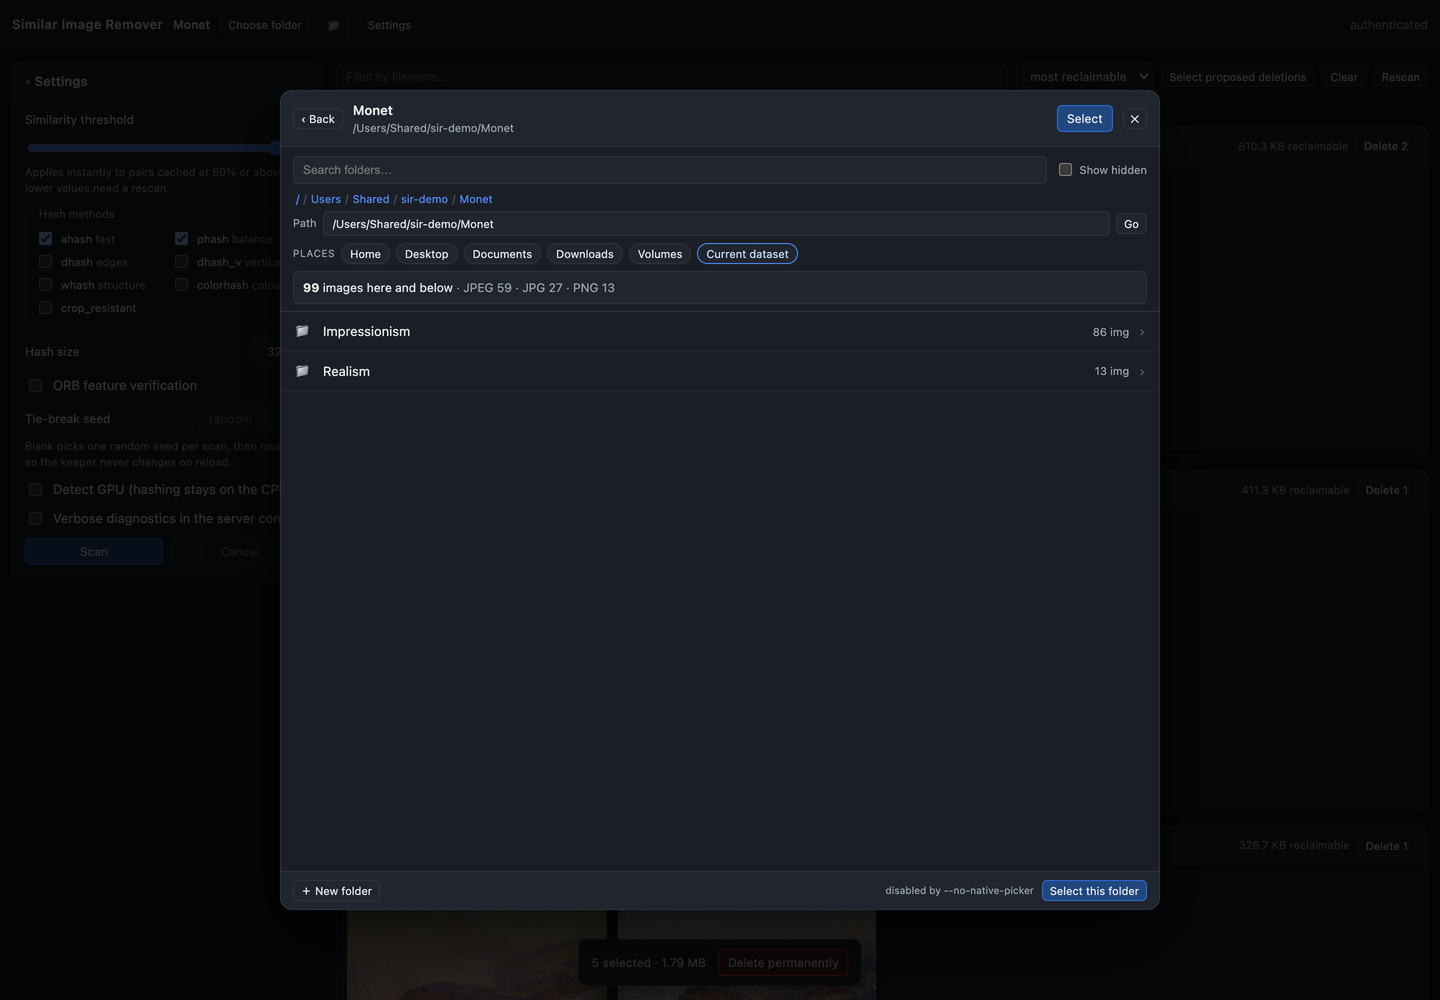 Similar Image Remover Monet Choose folder Settings authenticated
Settings
Filter by filename...
most reclaimable Select proposed deletions Clear Rescan
Similarity threshold
Applies instantly to pairs cached at 50% or abov
lower values need a rescan.
Hash methods
ahash fast phash balance
dhash edges dhash_v vertica
whash structure colorhash colou
crop_resistant
Hash size 32
ORB feature verification
Tie-break seed random
Blank picks one random seed per scan, then reus
so the keeper never changes on reload.
Detect GPU (hashing stays on the CP
Verbose diagnostics in the server con
Scan Cancel
‹ Back
Monet
/Users/Shared/sir-demo/Monet
Select ×
Search folders...
Show hidden
/ / Users / Shared / sir-demo / Monet
Path /Users/Shared/sir-demo/Monet Go
PLACES Home Desktop Documents Downloads Volumes Current dataset
99 images here and below · JPEG 59 · JPG 27 · PNG 13
Impressionism 86 img ›
Realism 13 img ›
+ New folder disabled by --no-native-picker Select this folder
810.3 KB reclaimable Delete 2
411.3 KB reclaimable Delete 1
326.7 KB reclaimable Delete 1
5 selected · 1.79 MB Delete permanently